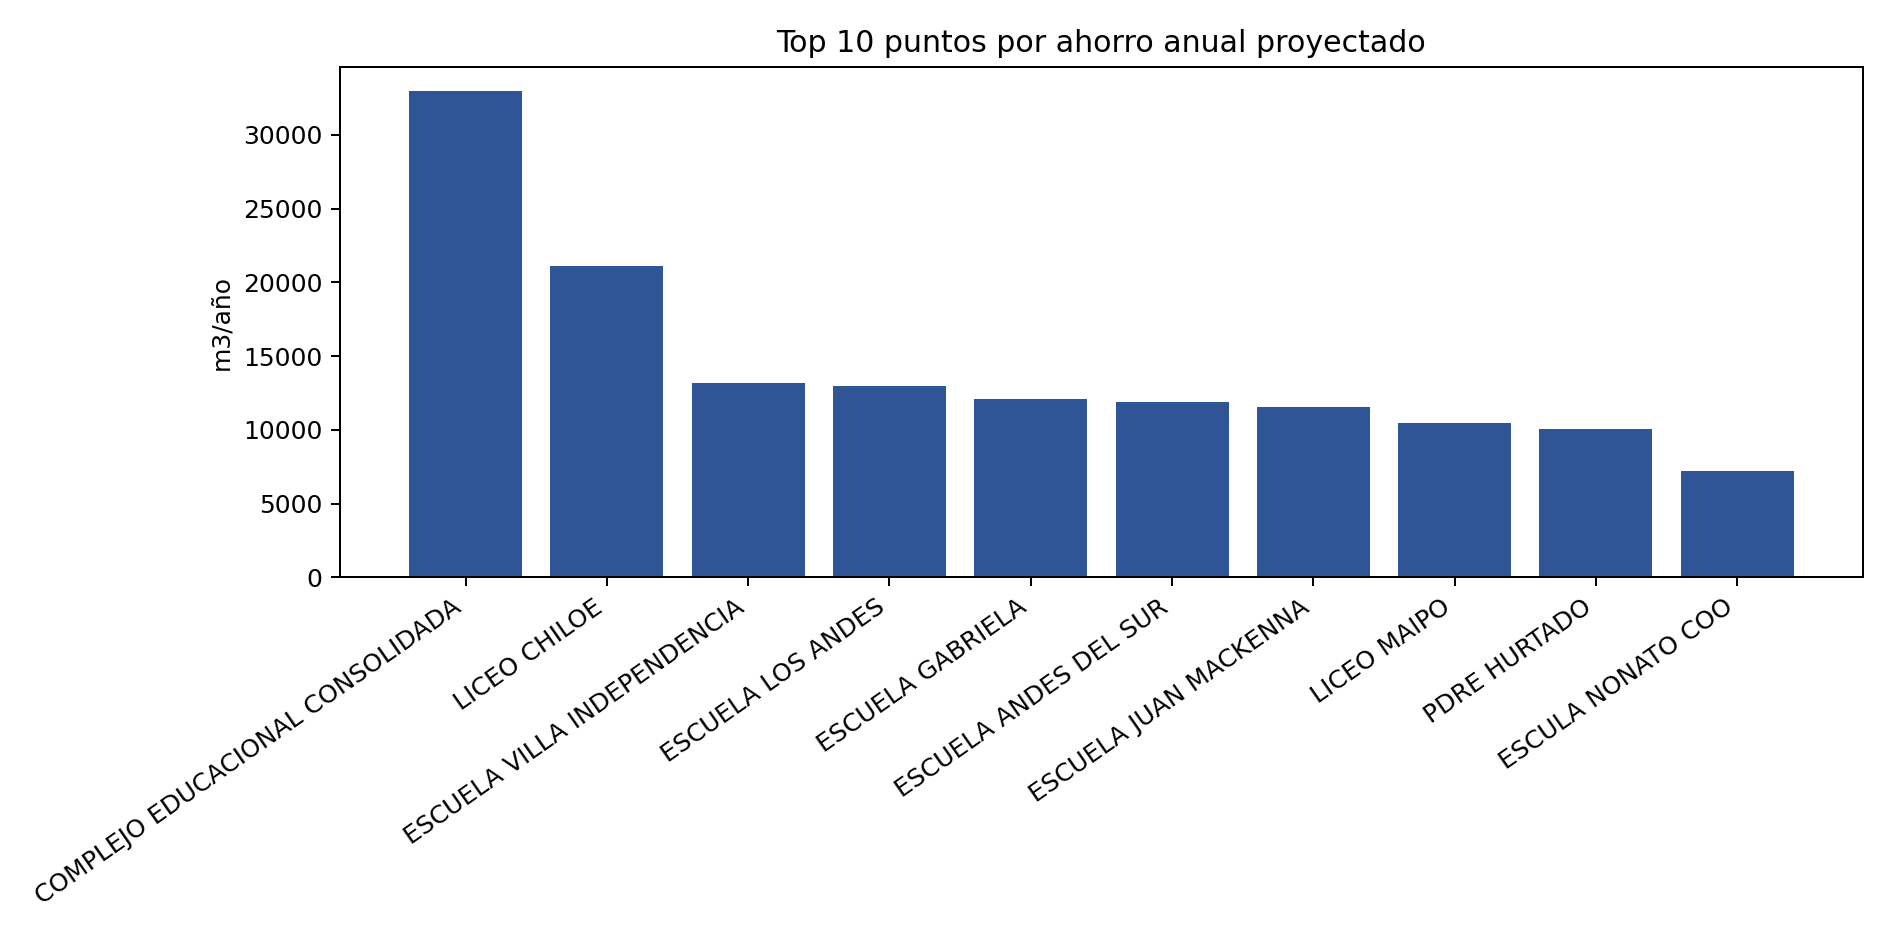 Top 10 puntos por ahorro anual proyectado
m3/año
30000
25000
20000
15000
10000
5000
0
COMPLEJO EDUCACIONAL CONSOLIDADA
LICEO CHILOE
ESCUELA VILLA INDEPENDENCIA
ESCUELA LOS ANDES
ESCUELA GABRIELA
ESCUELA ANDES DEL SUR
ESCUELA JUAN MACKENNA
LICEO MAIPO
PDRE HURTADO
ESCULA NONATO COO